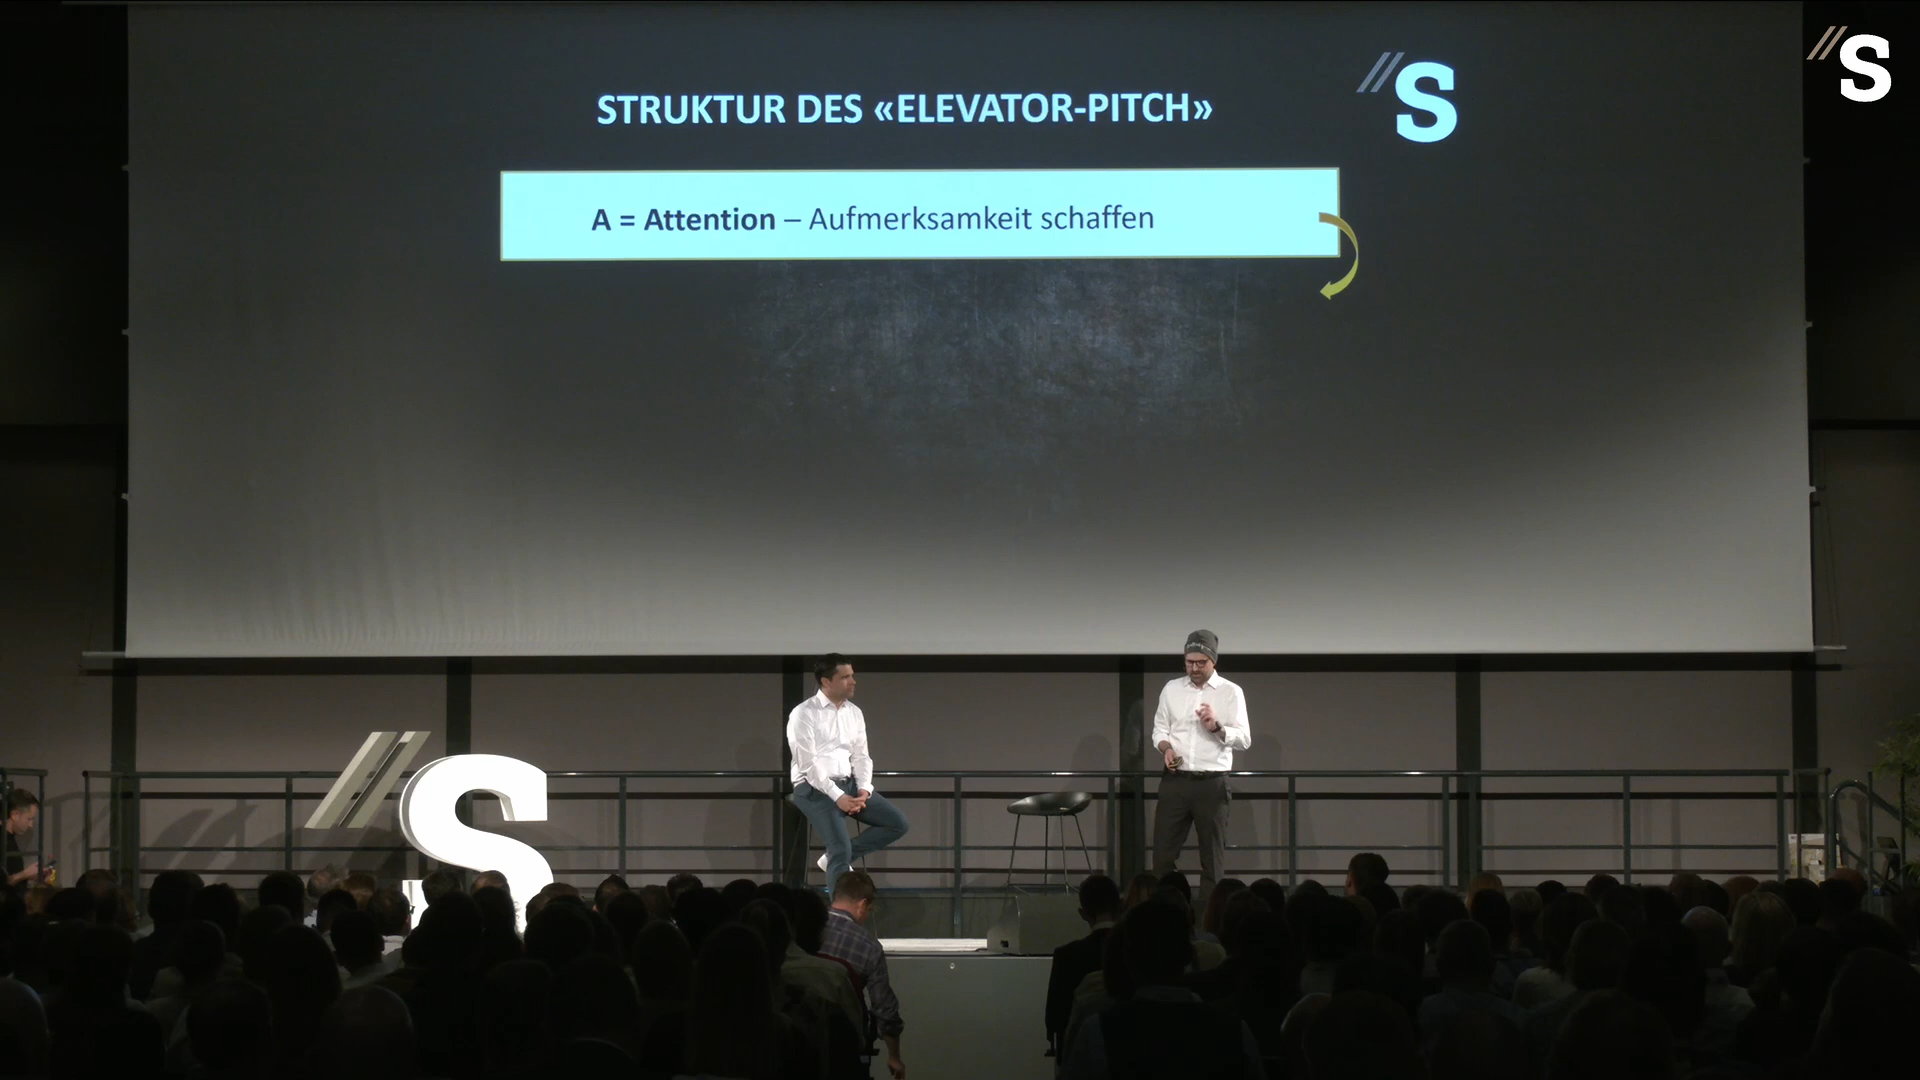 STRUKTUR DES «ELEVATOR-PITCH»
//S
//S
A = Attention – Aufmerksamkeit schaffen
//S